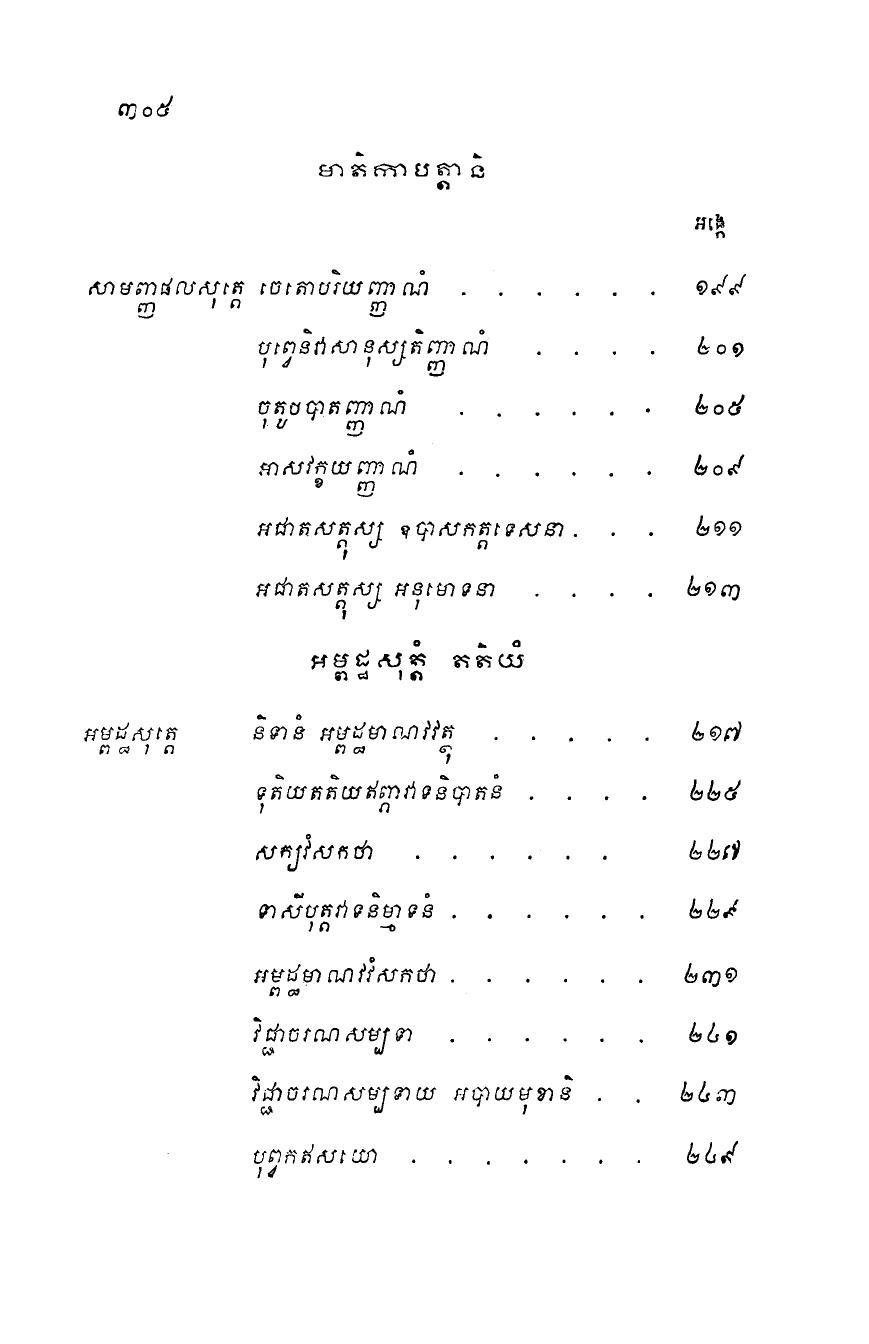 ៣០៥
មាតិកាបត្តានិ
អង្កេ
សាមញ្ញផលសុត្តេ ចេតោបរិយញ្ញាណំ . . . . . . ១៩៩
បុព្វេនិវាសានុស្សតិញ្ញាណំ . . . . ២០១
ចុតូបបាតញ្ញាណំ . . . . . . ២០៥
អាសវក្ខយញ្ញាណំ . . . . . . ២០៩
អជាតសត្តុស្ស ឧបាសកត្តទេសនា . . . ២១១
អជាតសត្តុស្ស អនុមោទនា . . . . ២១៣
អម្ពដ្ឋសុត្តំ តតិយំ
អម្ពដ្ឋសុត្តេ និទានំ អម្ពដ្ឋមាណវវត្ថុ . . . . . ២១៧
ទុតិយតតិយឥព្ភវាទនិបាតនំ . . . . ២២៥
សក្យវំសកថា . . . . . . ២២៧
ទាសីបុត្តវាទនិម្មាទនំ . . . . . . ២២៩
អម្ពដ្ឋមាណវវំសកថា . . . . . . ២៣១
វិជ្ជាចរណសម្បទា . . . . . . ២៤១
វិជ្ជាចរណសម្បទាយ អបាយមុខានិ . . ២៤៣
បុព្វកឥសយោ . . . . . . . ២៤៩